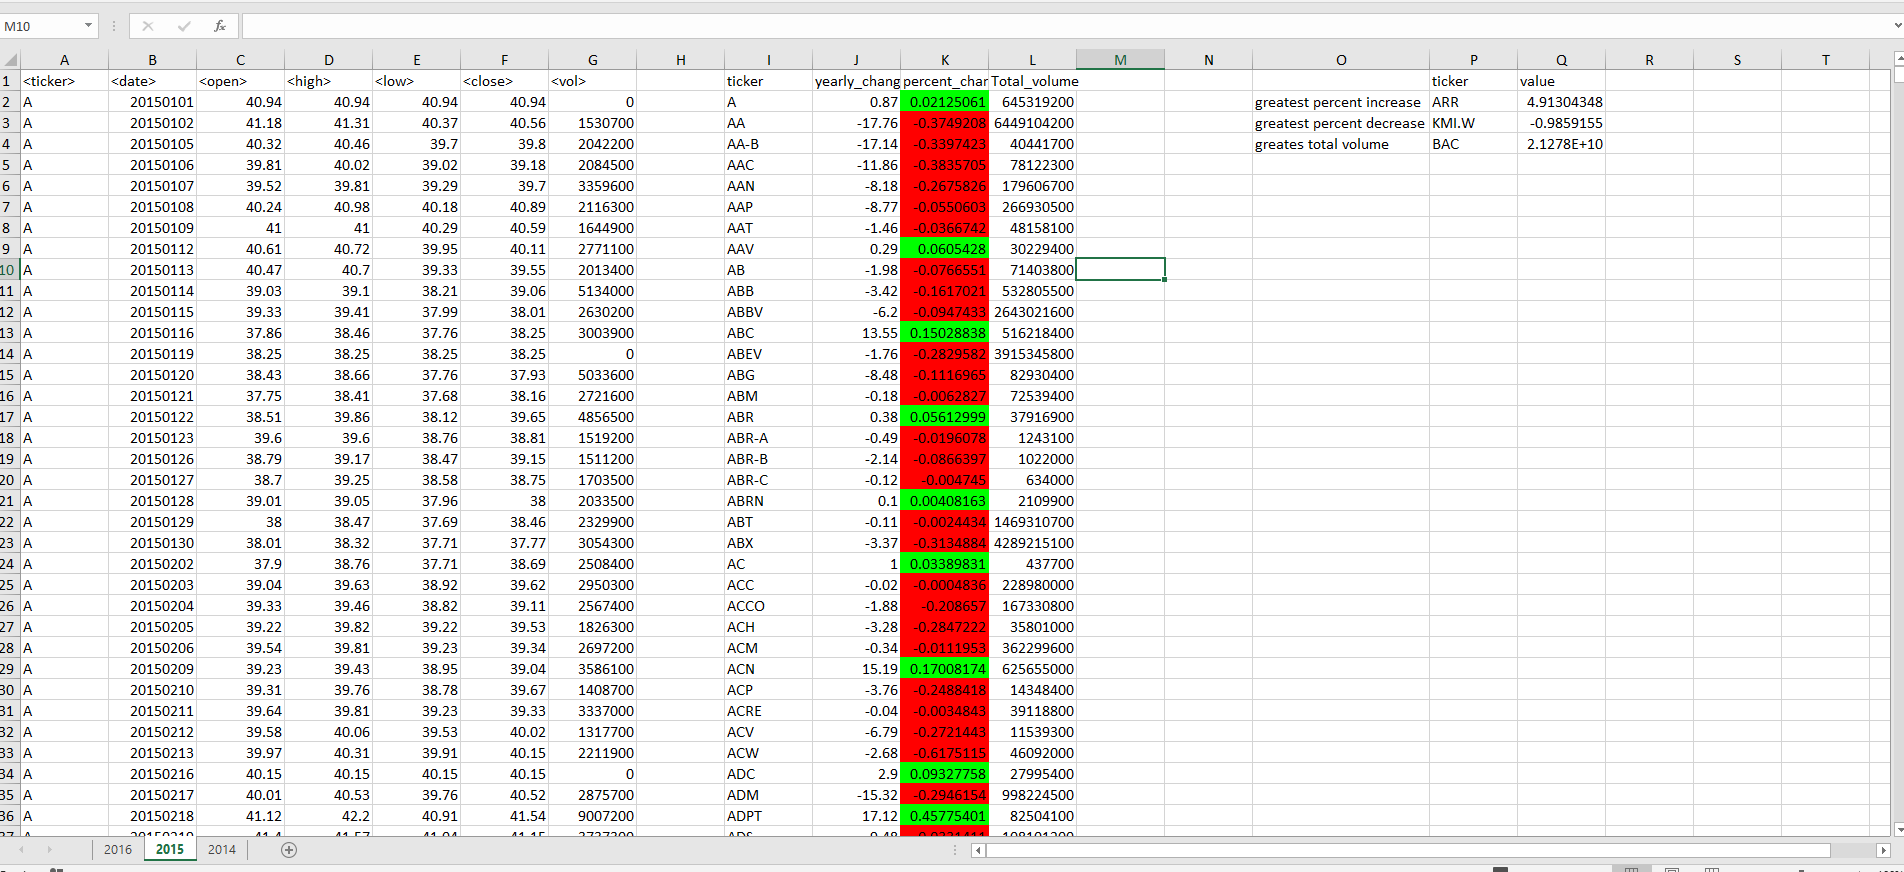 M10 fx
A B C D E F G H I J K L M N O P Q R S T
1 <ticker> <date> <open> <high> <low> <close> <vol> ticker yearly_chang percent_char Total_volume ticker value
2 A 20150101 40.94 40.94 40.94 40.94 0 A 0.87 0.02125061 645319200 greatest percent increase ARR 4.91304348
3 A 20150102 41.18 41.31 40.37 40.56 1530700 AA -17.76 -0.3749208 6449104200 greatest percent decrease KMI.W -0.9859155
4 A 20150105 40.32 40.46 39.7 39.8 2042200 AA-B -17.14 -0.3397423 40441700 greates total volume BAC 2.1278E+10
5 A 20150106 39.81 40.02 39.02 39.18 2084500 AAC -11.86 -0.3835705 78122300
6 A 20150107 39.52 39.81 39.29 39.7 3359600 AAN -8.18 -0.2675826 179606700
7 A 20150108 40.24 40.98 40.18 40.89 2116300 AAP -8.77 -0.0550603 266930500
8 A 20150109 41 41 40.29 40.59 1644900 AAT -1.46 -0.0366742 48158100
9 A 20150112 40.61 40.72 39.95 40.11 2771100 AAV 0.29 0.0605428 30229400
10 A 20150113 40.47 40.7 39.33 39.55 2013400 AB -1.98 -0.0766551 71403800
11 A 20150114 39.03 39.1 38.21 39.06 5134000 ABB -3.42 -0.1617021 532805500
12 A 20150115 39.33 39.41 37.99 38.01 2630200 ABBV -6.2 -0.0947433 2643021600
13 A 20150116 37.86 38.46 37.76 38.25 3003900 ABC 13.55 0.15028838 516218400
14 A 20150119 38.25 38.25 38.25 38.25 0 ABEV -1.76 -0.2829582 3915345800
15 A 20150120 38.43 38.66 37.76 37.93 5033600 ABG -8.48 -0.1116965 82930400
16 A 20150121 37.75 38.41 37.68 38.16 2721600 ABM -0.18 -0.0062827 72539400
17 A 20150122 38.51 39.86 38.12 39.65 4856500 ABR 0.38 0.05612999 37916900
18 A 20150123 39.6 39.6 38.76 38.81 1519200 ABR-A -0.49 -0.0196078 1243100
19 A 20150126 38.79 39.17 38.47 39.15 1511200 ABR-B -2.14 -0.0866397 1022000
20 A 20150127 38.7 39.25 38.58 38.75 1703500 ABR-C -0.12 -0.004745 634000
21 A 20150128 39.01 39.05 37.96 38 2033500 ABRN 0.1 0.00408163 2109900
22 A 20150129 38 38.47 37.69 38.46 2329900 ABT -0.11 -0.0024434 1469310700
23 A 20150130 38.01 38.32 37.71 37.77 3054300 ABX -3.37 -0.3134884 4289215100
24 A 20150202 37.9 38.76 37.71 38.69 2508400 AC 1 0.03389831 437700
25 A 20150203 39.04 39.63 38.92 39.62 2950300 ACC -0.02 -0.0004836 228980000
26 A 20150204 39.33 39.46 38.82 39.11 2567400 ACCO -1.88 -0.208657 167330800
27 A 20150205 39.22 39.82 39.22 39.53 1826300 ACH -3.28 -0.2847222 35801000
28 A 20150206 39.54 39.81 39.23 39.34 2697200 ACM -0.34 -0.0111953 362299600
29 A 20150209 39.23 39.43 38.95 39.04 3586100 ACN 15.19 0.17008174 625655000
30 A 20150210 39.31 39.76 38.78 39.67 1408700 ACP -3.76 -0.2488418 14348400
31 A 20150211 39.64 39.81 39.23 39.33 3337000 ACRE -0.04 -0.0034843 39118800
32 A 20150212 39.58 40.06 39.53 40.02 1317700 ACV -6.79 -0.2721443 11539300
33 A 20150213 39.97 40.31 39.91 40.15 2211900 ACW -2.68 -0.6175115 46092000
34 A 20150216 40.15 40.15 40.15 40.15 0 ADC 2.9 0.09327758 27995400
35 A 20150217 40.01 40.53 39.76 40.52 2875700 ADM -15.32 -0.2946154 998224500
36 A 20150218 41.12 42.2 40.91 41.54 9007200 ADPT 17.12 0.45775401 82504100
2016 2015 2014